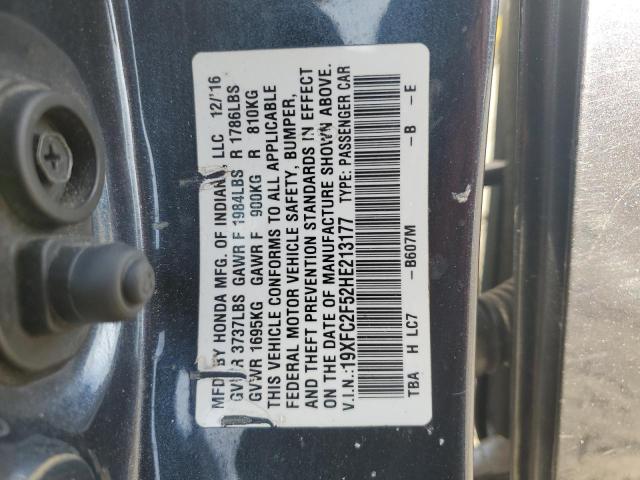 MFD. BY HONDA MFG. OF INDIANA, LLC 12/'16
GVWR 3737LBS GAWR F 1984LBS R 1786LBS
GVWR 1695KG GAWR F 900KG R 810KG
THIS VEHICLE CONFORMS TO ALL APPLICABLE
FEDERAL MOTOR VEHICLE SAFETY, BUMPER,
AND THEFT PREVENTION STANDARDS IN EFFECT
ON THE DATE OF MANUFACTURE SHOWN ABOVE.
V.I.N.:19XFC2F52HE213177 TYPE: PASSENGER CAR
TBA H LC7 –B607M –B –E